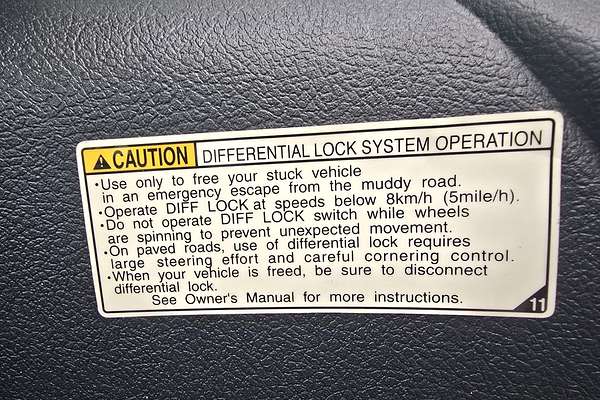 CAUTION DIFFERENTIAL LOCK SYSTEM OPERATION
•Use only to free your stuck vehicle
in an emergency escape from the muddy road.
•Operate DIFF LOCK at speeds below 8km/h (5mile/h).
•Do not operate DIFF LOCK switch while wheels
are spinning to prevent unexpected movement.
•On paved roads, use of differential lock requires
large steering effort and careful cornering control.
•When your vehicle is freed, be sure to disconnect
differential lock.
See Owner's Manual for more instructions.
11